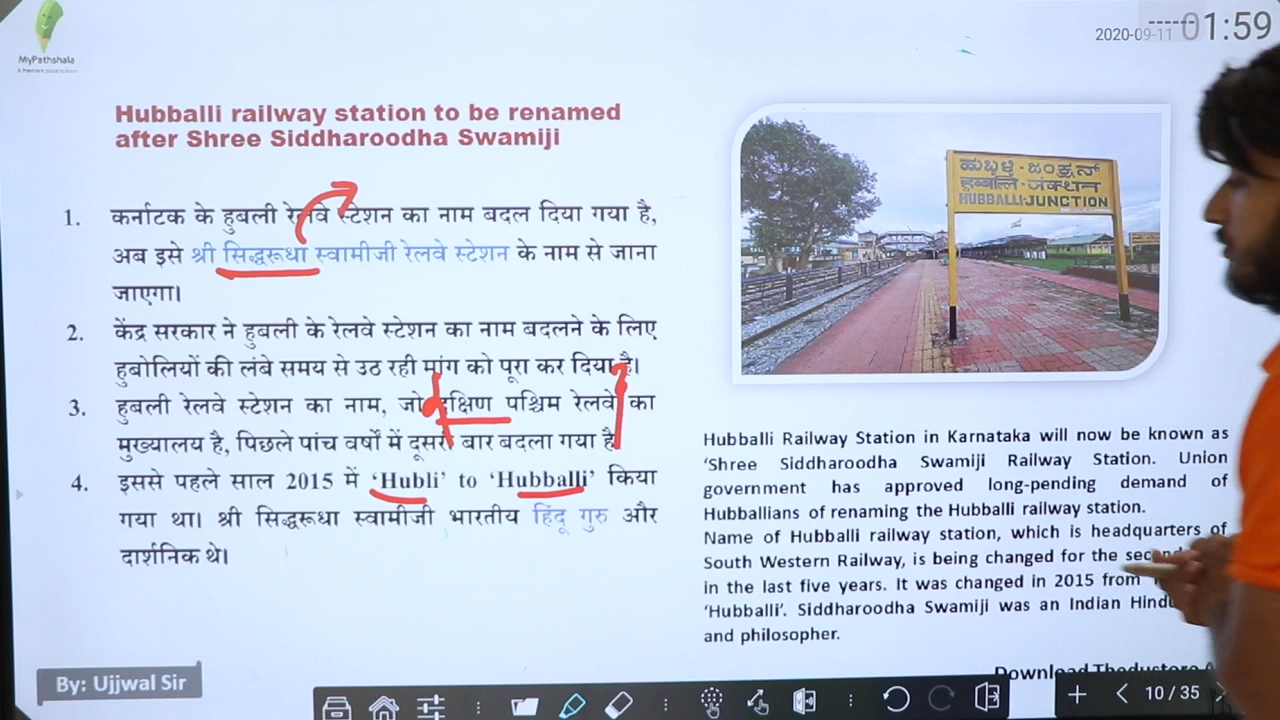 MyPathshala
2020-09-11
01:59
Hubballi railway station to be renamed
after Shree Siddharoodha Swamiji
1. कर्नाटक के हुबली रेलवे स्टेशन का नाम बदल दिया गया है,
अब इसे श्री सिद्धरूधा स्वामीजी रेलवे स्टेशन के नाम से जाना
जाएगा।
2. केंद्र सरकार ने हुबली के रेलवे स्टेशन का नाम बदलने के लिए
हुबोलियों की लंबे समय से उठ रही मांग को पूरा कर दिया है।
3. हुबली रेलवे स्टेशन का नाम, जो दक्षिण पश्चिम रेलवे का
मुख्यालय है, पिछले पांच वर्षों में दूसरी बार बदला गया है
4. इससे पहले साल 2015 में ‘Hubli’ to ‘Hubballi’ किया
गया था। श्री सिद्धरूधा स्वामीजी भारतीय हिंदू गुरु और
दार्शनिक थे।
ಹುಬ್ಬಳ್ಳಿ-ಜಂಕ್ಷನ್
हुब्बल्लि-जंक्शन
HUBBALLI-JUNCTION
Hubballi Railway Station in Karnataka will now be known as
‘Shree Siddharoodha Swamiji Railway Station. Union
government has approved long-pending demand of
Hubballians of renaming the Hubballi railway station.
Name of Hubballi railway station, which is headquarters of
South Western Railway, is being changed for the
in the last five years. It was changed in 2015 from
‘Hubballi’. Siddharoodha Swamiji was an Indian
and philosopher.
By: Ujjwal Sir
10 / 35